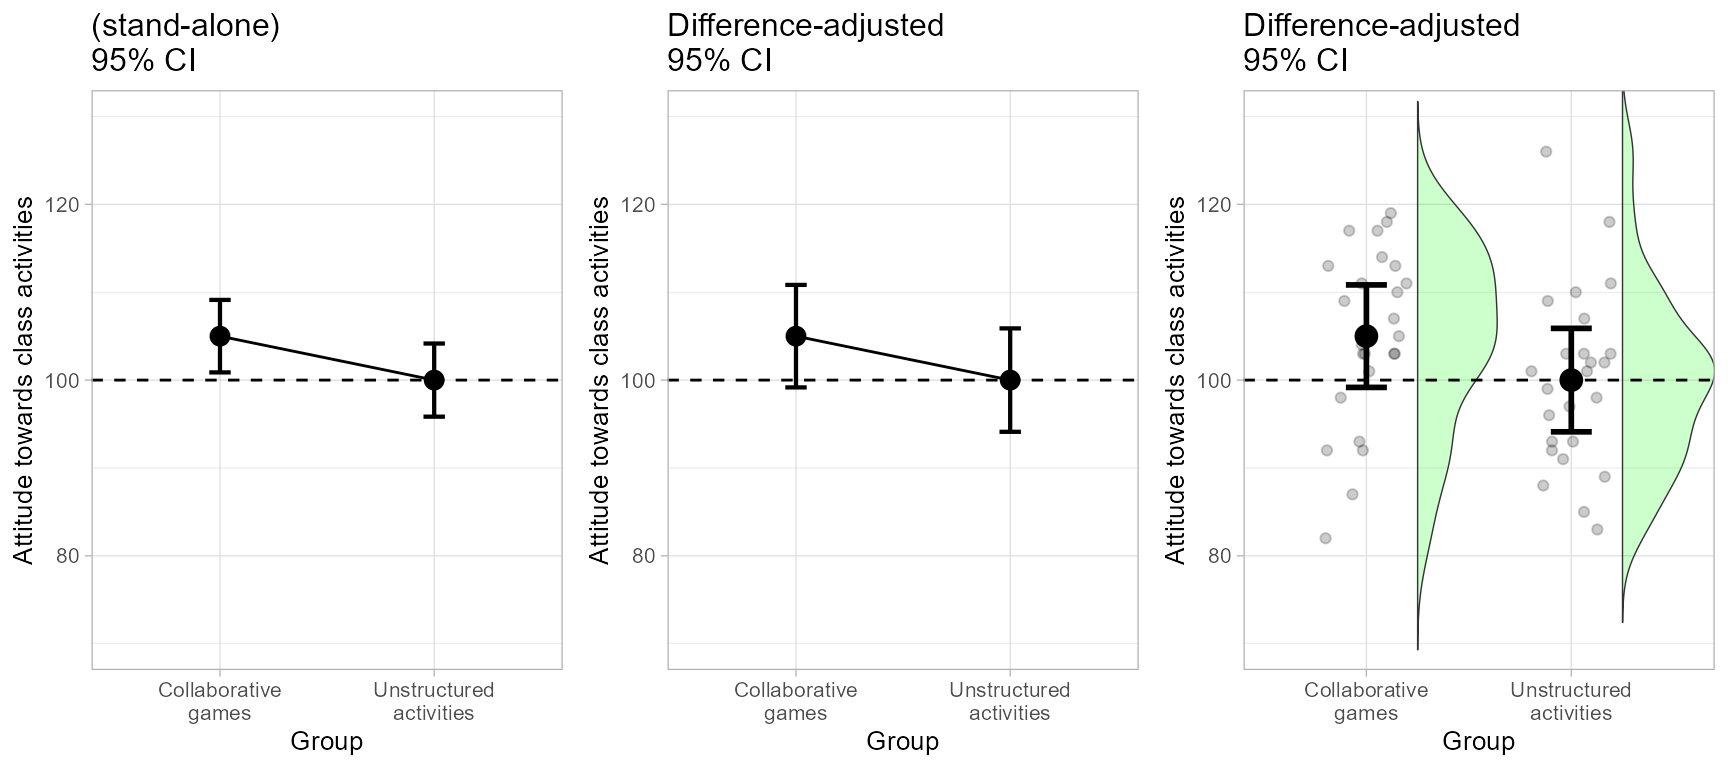 (stand-alone)
95% CI
Attitude towards class activities
120
100
80
Collaborative
games
Unstructured
activities
Group
Difference-adjusted
95% CI
Attitude towards class activities
120
100
80
Collaborative
games
Unstructured
activities
Group
Difference-adjusted
95% CI
Attitude towards class activities
120
100
80
Collaborative
games
Unstructured
activities
Group